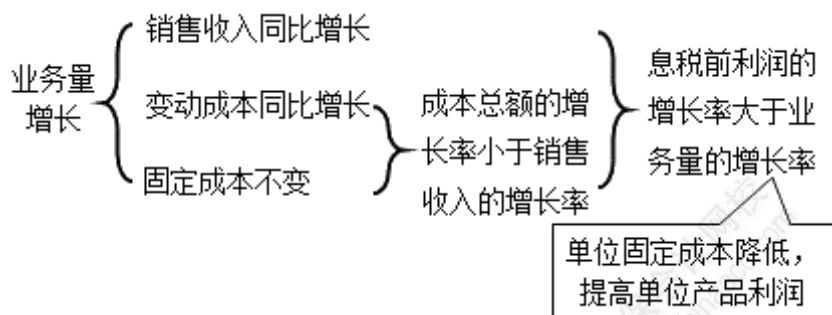 业务量
增长
销售收入同比增长
变动成本同比增长
固定成本不变
成本总额的增
长率小于销售
收入的增长率
息税前利润的
增长率大于业
务量的增长率
单位固定成本降低，
提高单位产品利润